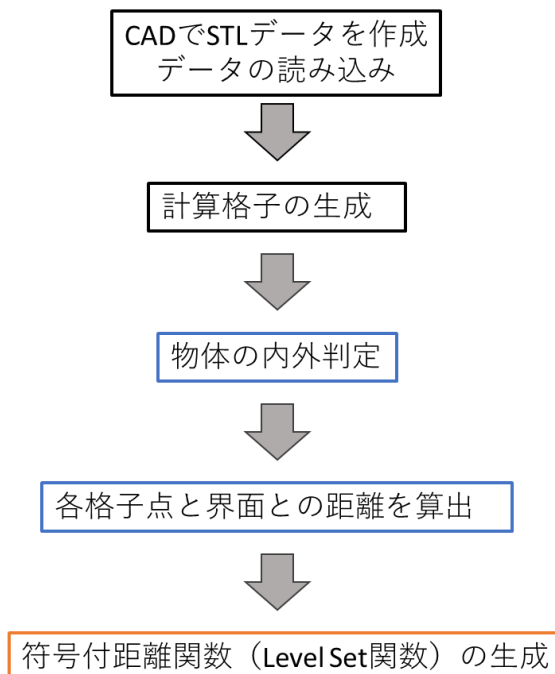 CADでSTLデータを作成
データの読み込み
計算格子の生成
物体の内外判定
各格子点と界面との距離を算出
符号付距離関数（Level Set関数）の生成